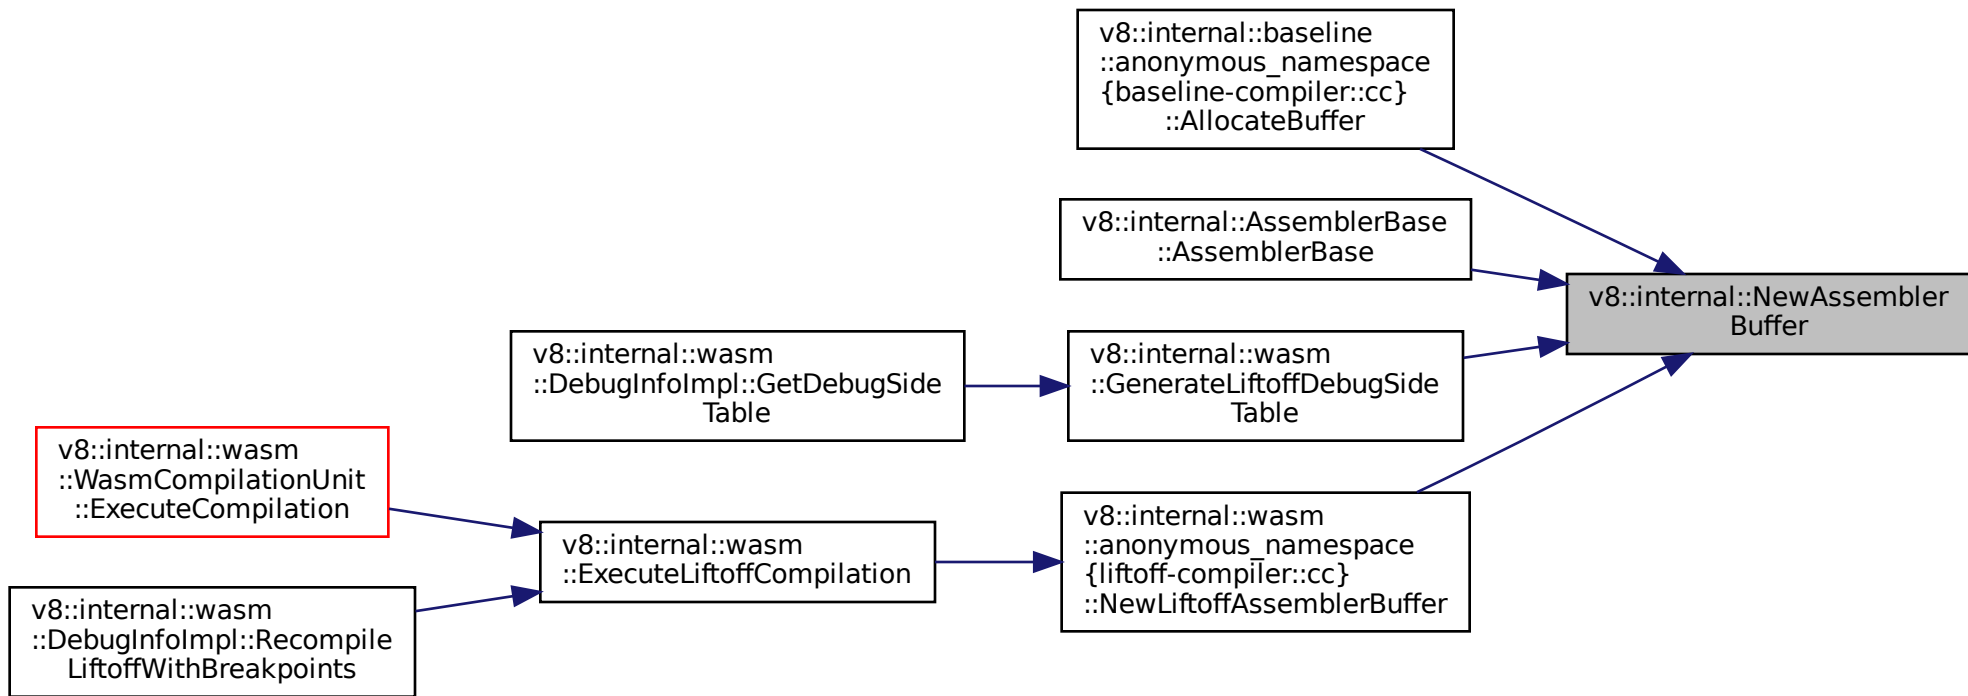 v8::internal::baseline
::anonymous_namespace
{baseline-compiler::cc}
::AllocateBuffer
v8::internal::AssemblerBase
::AssemblerBase
v8::internal::NewAssembler
Buffer
v8::internal::wasm
::DebugInfoImpl::GetDebugSide
Table
v8::internal::wasm
::GenerateLiftoffDebugSide
Table
v8::internal::wasm
::WasmCompilationUnit
::ExecuteCompilation
v8::internal::wasm
::ExecuteLiftoffCompilation
v8::internal::wasm
::anonymous_namespace
{liftoff-compiler::cc}
::NewLiftoffAssemblerBuffer
v8::internal::wasm
::DebugInfoImpl::Recompile
LiftoffWithBreakpoints